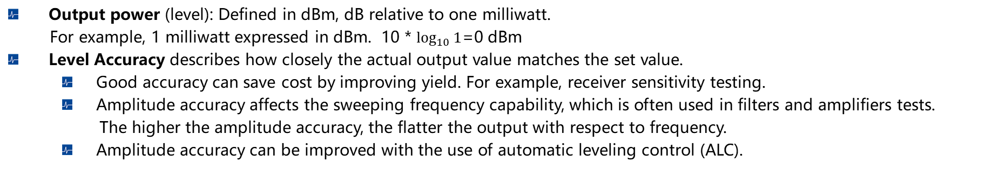 Output power (level): Defined in dBm, dB relative to one milliwatt.
For example, 1 milliwatt expressed in dBm. 10 * log₁₀ 1=0 dBm
Level Accuracy describes how closely the actual output value matches the set value.
Good accuracy can save cost by improving yield. For example, receiver sensitivity testing.
Amplitude accuracy affects the sweeping frequency capability, which is often used in filters and amplifiers tests.
The higher the amplitude accuracy, the flatter the output with respect to frequency.
Amplitude accuracy can be improved with the use of automatic leveling control (ALC).